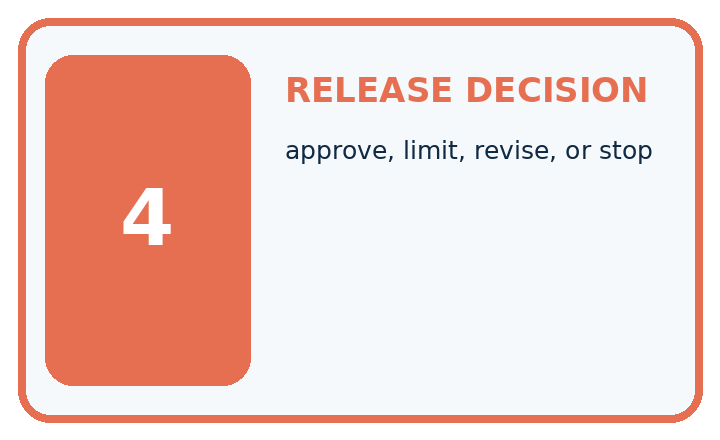 4
RELEASE DECISION
approve, limit, revise, or stop